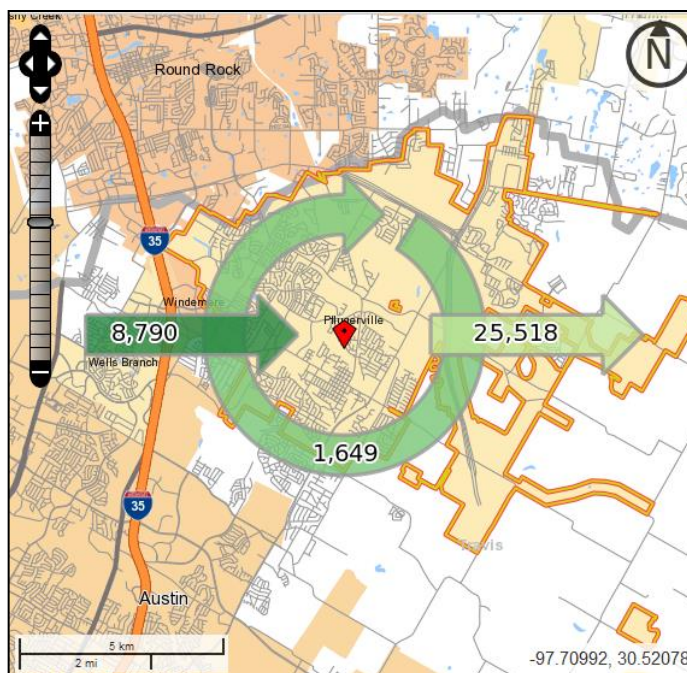 Round Rock
N
35
Windemere
Pflugerville
8,790
25,518
Wells Branch
1,649
35
Travis
Austin
5 km
2 mi
-97.70992, 30.52078